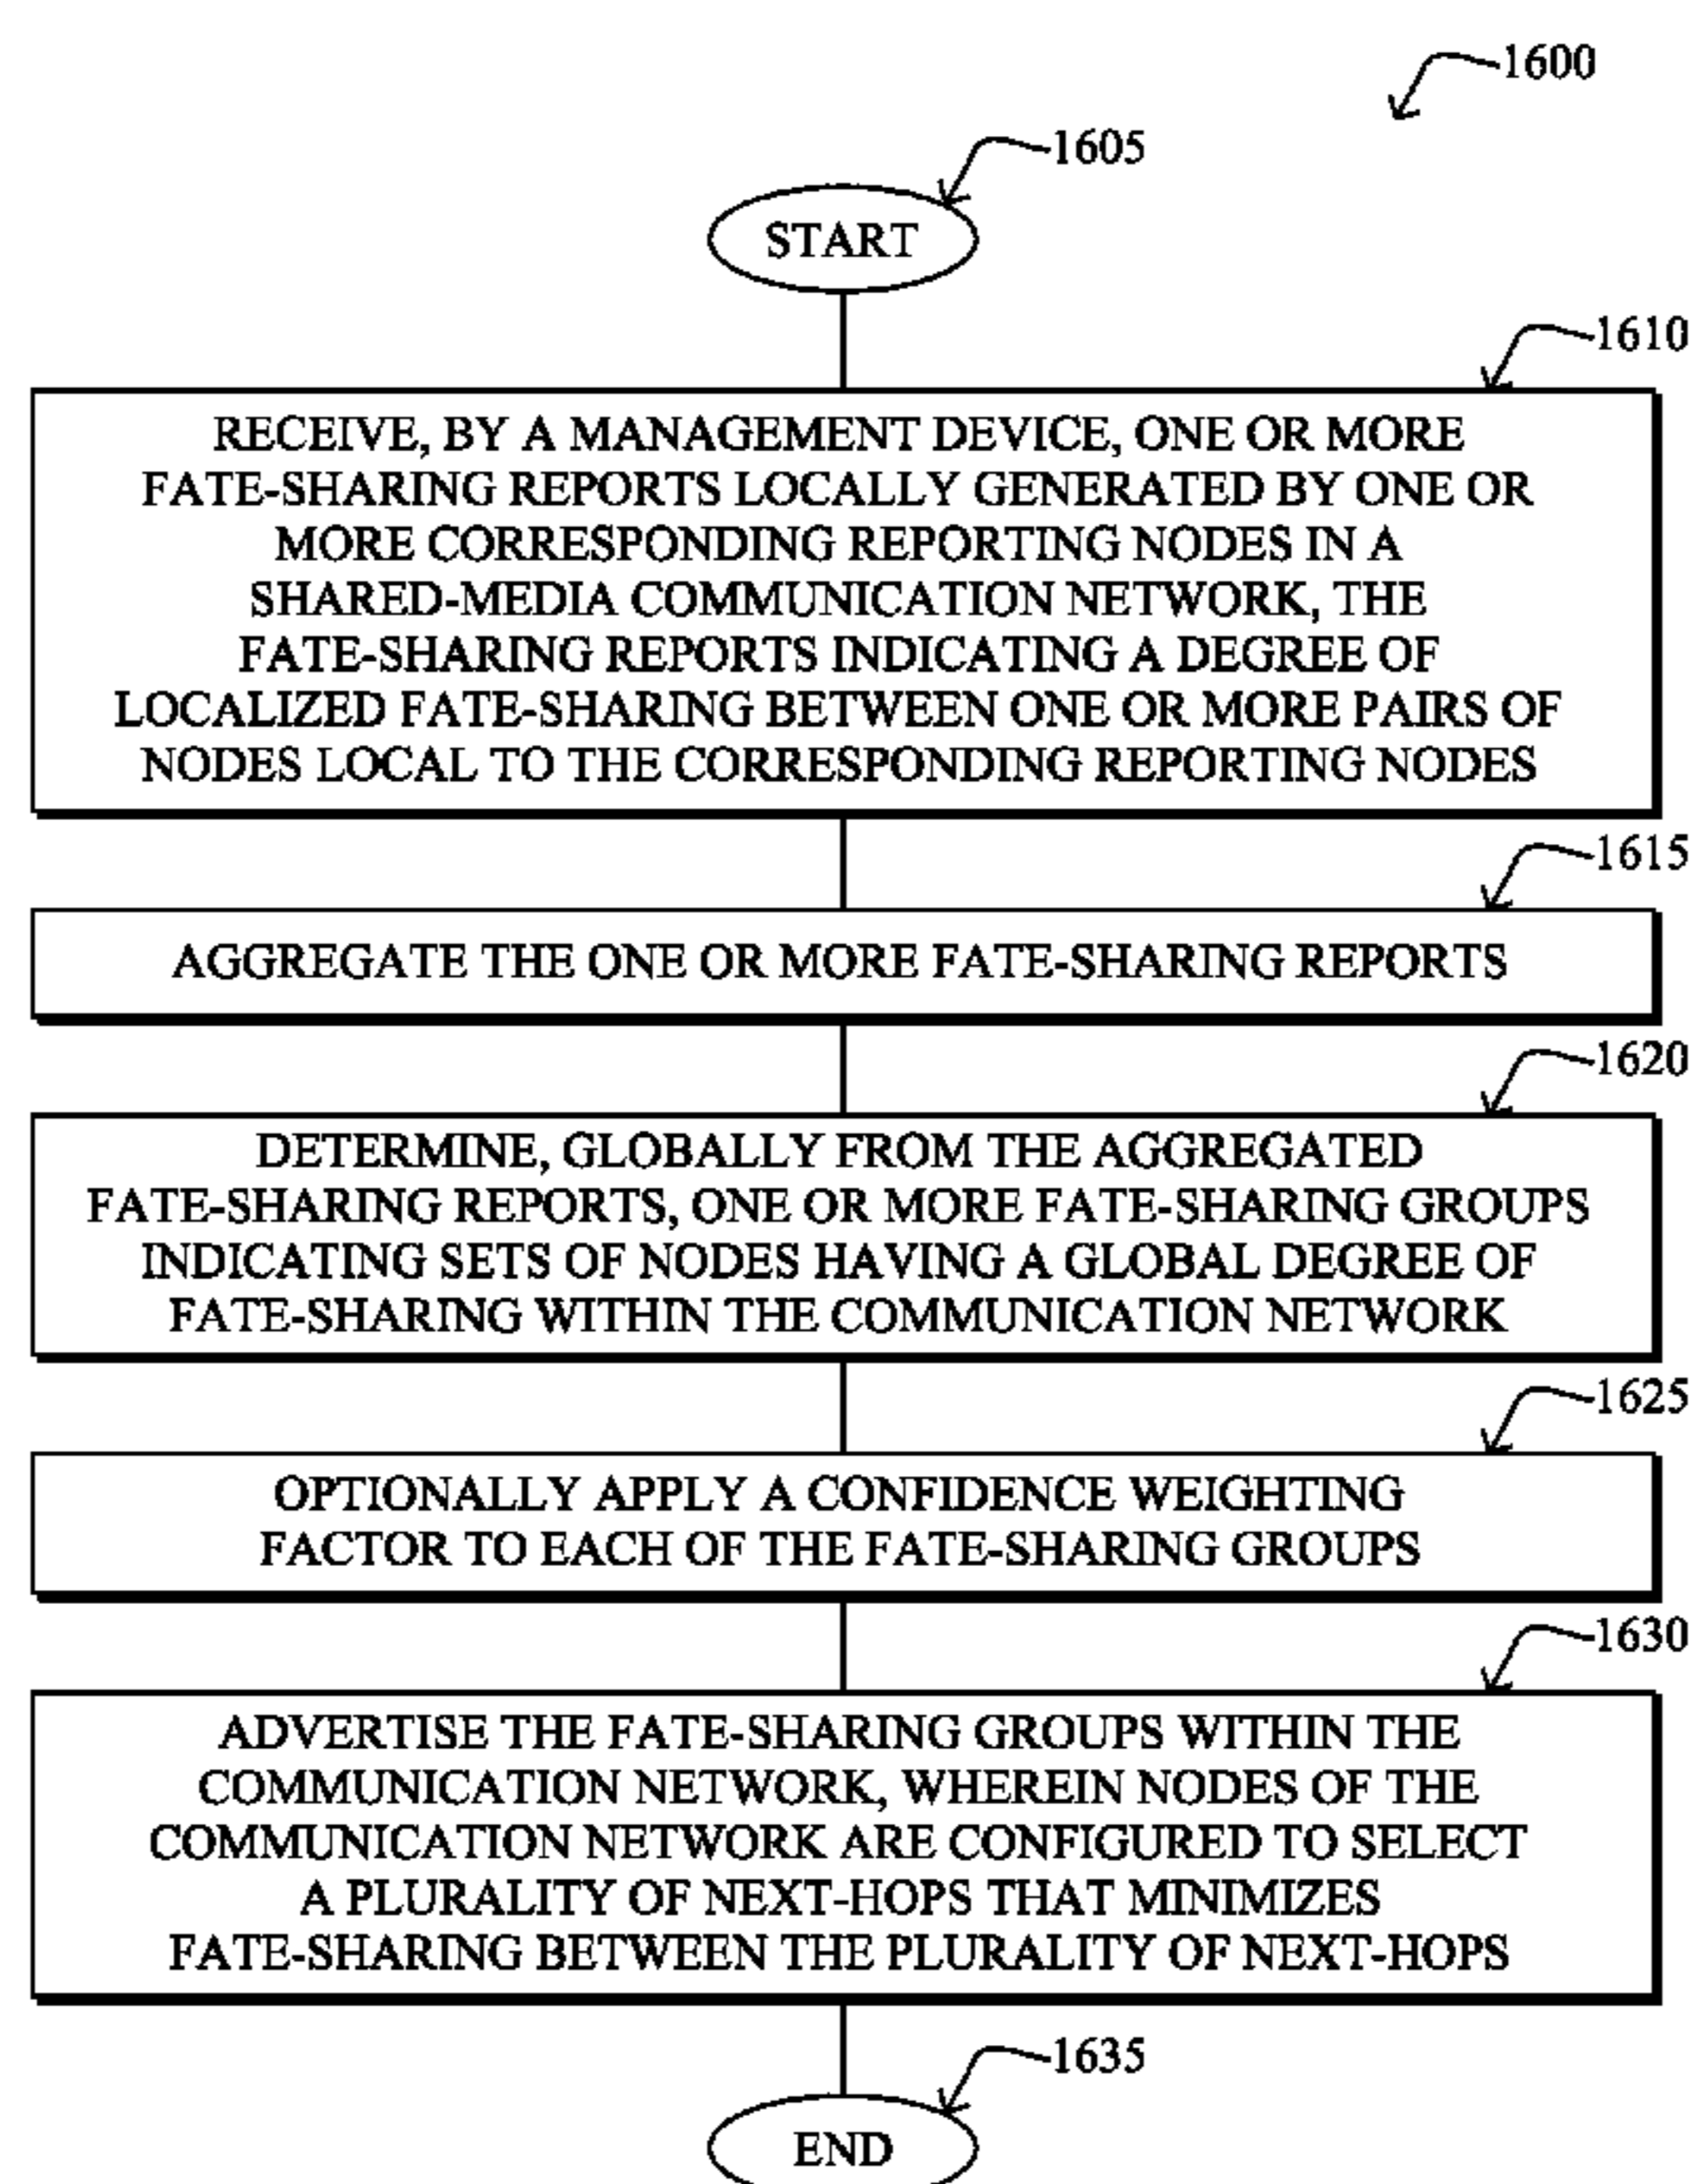 1600
1605
START
1610
RECEIVE, BY A MANAGEMENT DEVICE, ONE OR MORE
FATE-SHARING REPORTS LOCALLY GENERATED BY ONE OR
MORE CORRESPONDING REPORTING NODES IN A
SHARED-MEDIA COMMUNICATION NETWORK, THE
FATE-SHARING REPORTS INDICATING A DEGREE OF
LOCALIZED FATE-SHARING BETWEEN ONE OR MORE PAIRS OF
NODES LOCAL TO THE CORRESPONDING REPORTING NODES
1615
AGGREGATE THE ONE OR MORE FATE-SHARING REPORTS
1620
DETERMINE, GLOBALLY FROM THE AGGREGATED
FATE-SHARING REPORTS, ONE OR MORE FATE-SHARING GROUPS
INDICATING SETS OF NODES HAVING A GLOBAL DEGREE OF
FATE-SHARING WITHIN THE COMMUNICATION NETWORK
1625
OPTIONALLY APPLY A CONFIDENCE WEIGHTING
FACTOR TO EACH OF THE FATE-SHARING GROUPS
1630
ADVERTISE THE FATE-SHARING GROUPS WITHIN THE
COMMUNICATION NETWORK, WHEREIN NODES OF THE
COMMUNICATION NETWORK ARE CONFIGURED TO SELECT
A PLURALITY OF NEXT-HOPS THAT MINIMIZES
FATE-SHARING BETWEEN THE PLURALITY OF NEXT-HOPS
1635
END